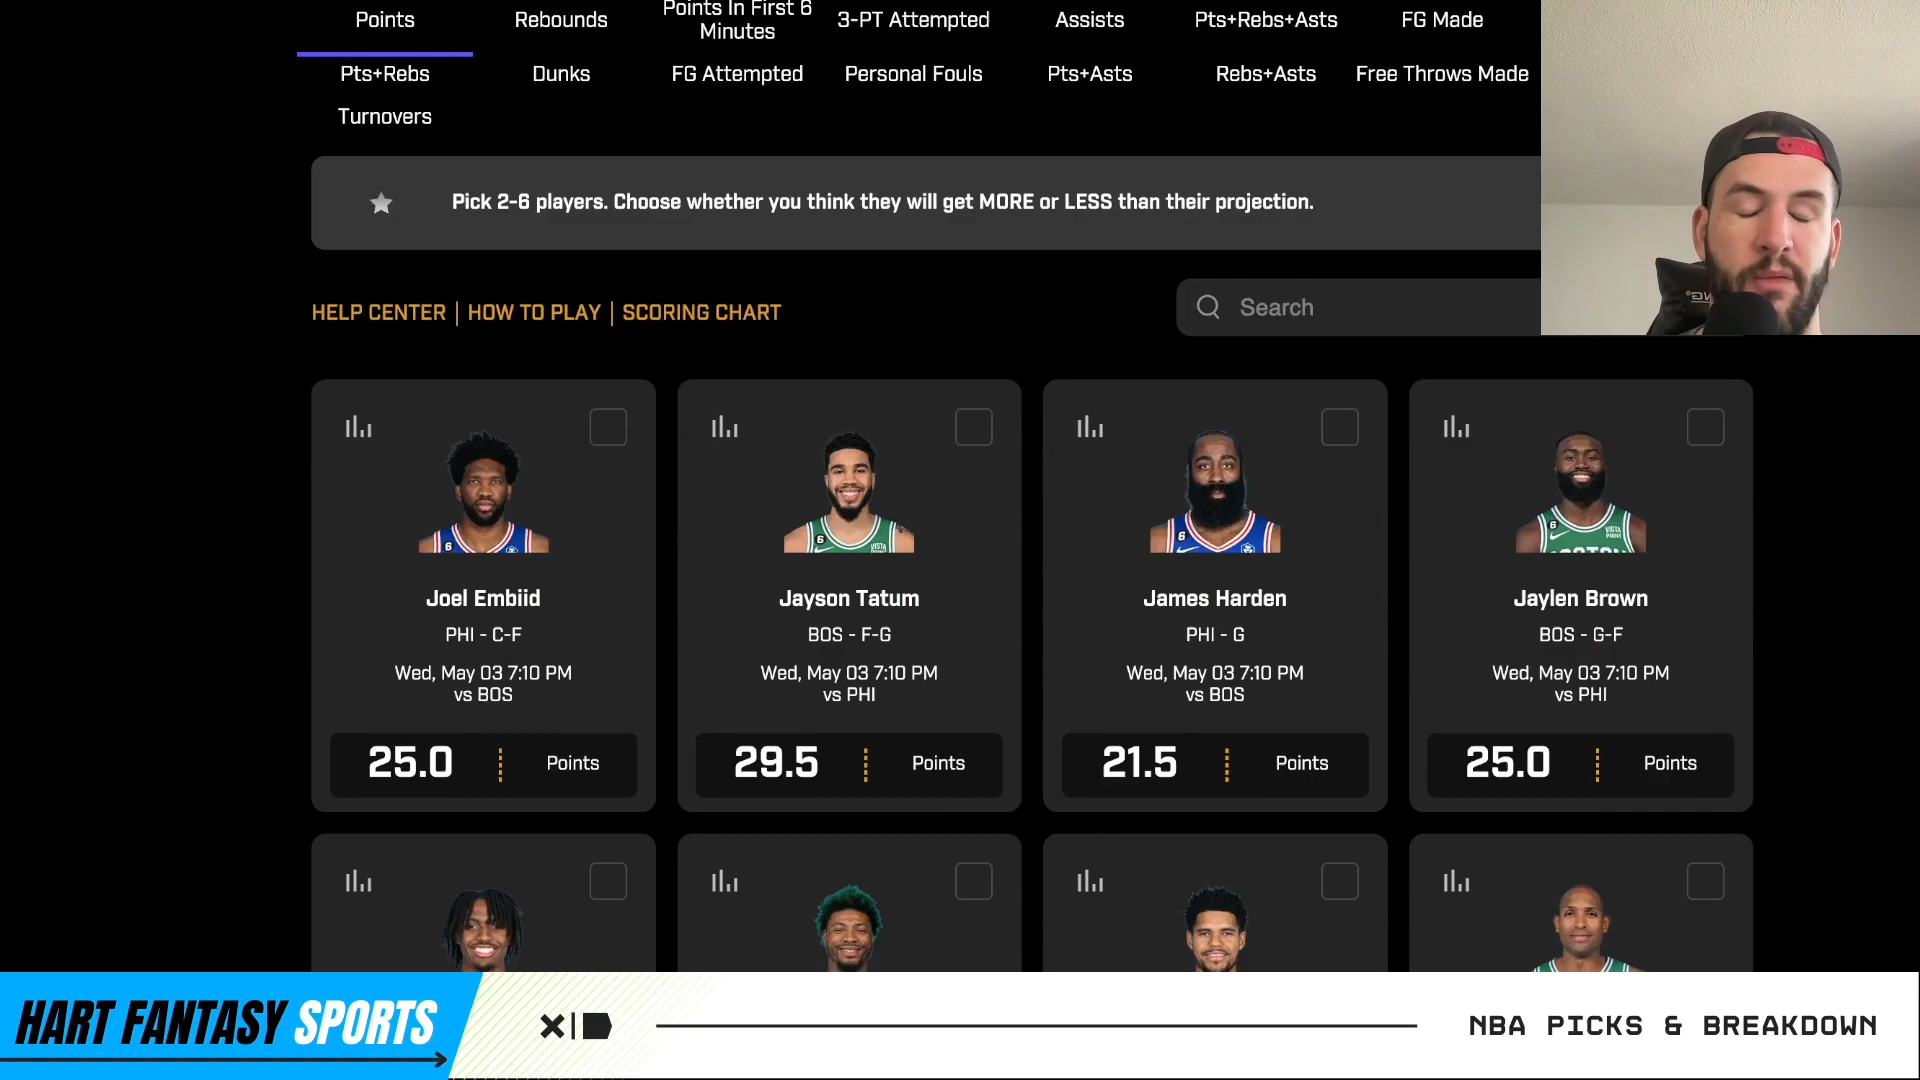 Points
Rebounds
Points In First 6
Minutes
3-PT Attempted
Assists
Pts+Rebs+Asts
FG Made
Pts+Rebs
Dunks
FG Attempted
Personal Fouls
Pts+Asts
Rebs+Asts
Free Throws Made
Turnovers
Pick 2-6 players. Choose whether you think they will get MORE or LESS than their projection.
HELP CENTER | HOW TO PLAY | SCORING CHART
Search
Joel Embiid
PHI - C-F
Wed, May 03 7:10 PM
vs BOS
25.0 Points
Jayson Tatum
BOS - F-G
Wed, May 03 7:10 PM
vs PHI
29.5 Points
James Harden
PHI - G
Wed, May 03 7:10 PM
vs BOS
21.5 Points
Jaylen Brown
BOS - G-F
Wed, May 03 7:10 PM
vs PHI
25.0 Points
HART FANTASY SPORTS
NBA PICKS & BREAKDOWN